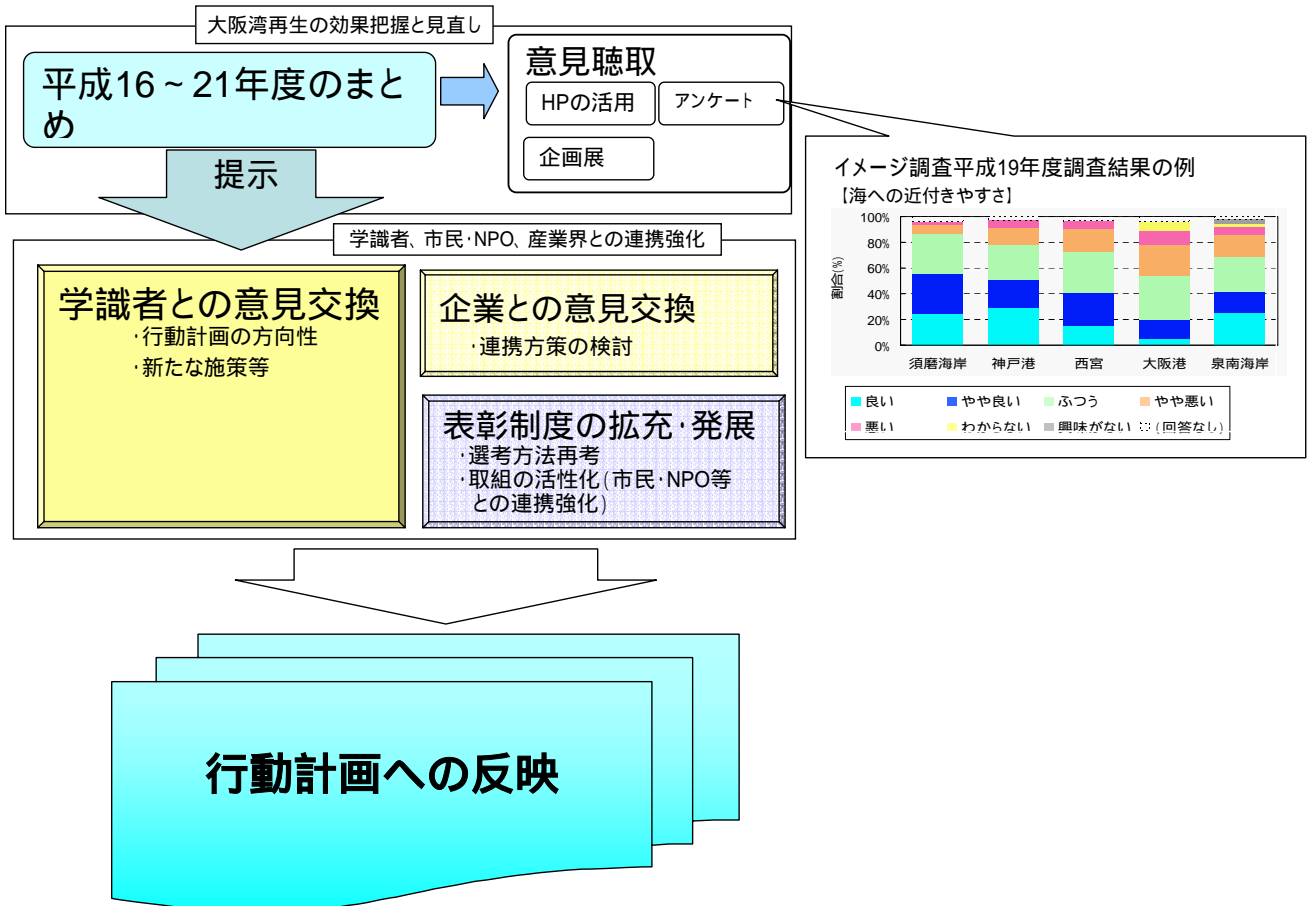 大阪湾再生の効果把握と見直し
平成16~21年度のまと
め
意見聴取
HPの活用
アンケート
企画展
提示
イメージ調査平成19年度調査結果の例
【海への近付きやすさ】
100%
80%
60%
40%
20%
0%
割合(%)
須磨海岸
神戸港
西宮
大阪港
泉南海岸
良い
やや良い
ふつう
やや悪い
悪い
わからない
興味がない
(回答なし)
学識者、市民・NPO、産業界との連携強化
学識者との意見交換
・行動計画の方向性
・新たな施策等
企業との意見交換
・連携方策の検討
表彰制度の拡充・発展
・選考方法再考
・取組の活性化(市民・NPO等
との連携強化)
行動計画への反映